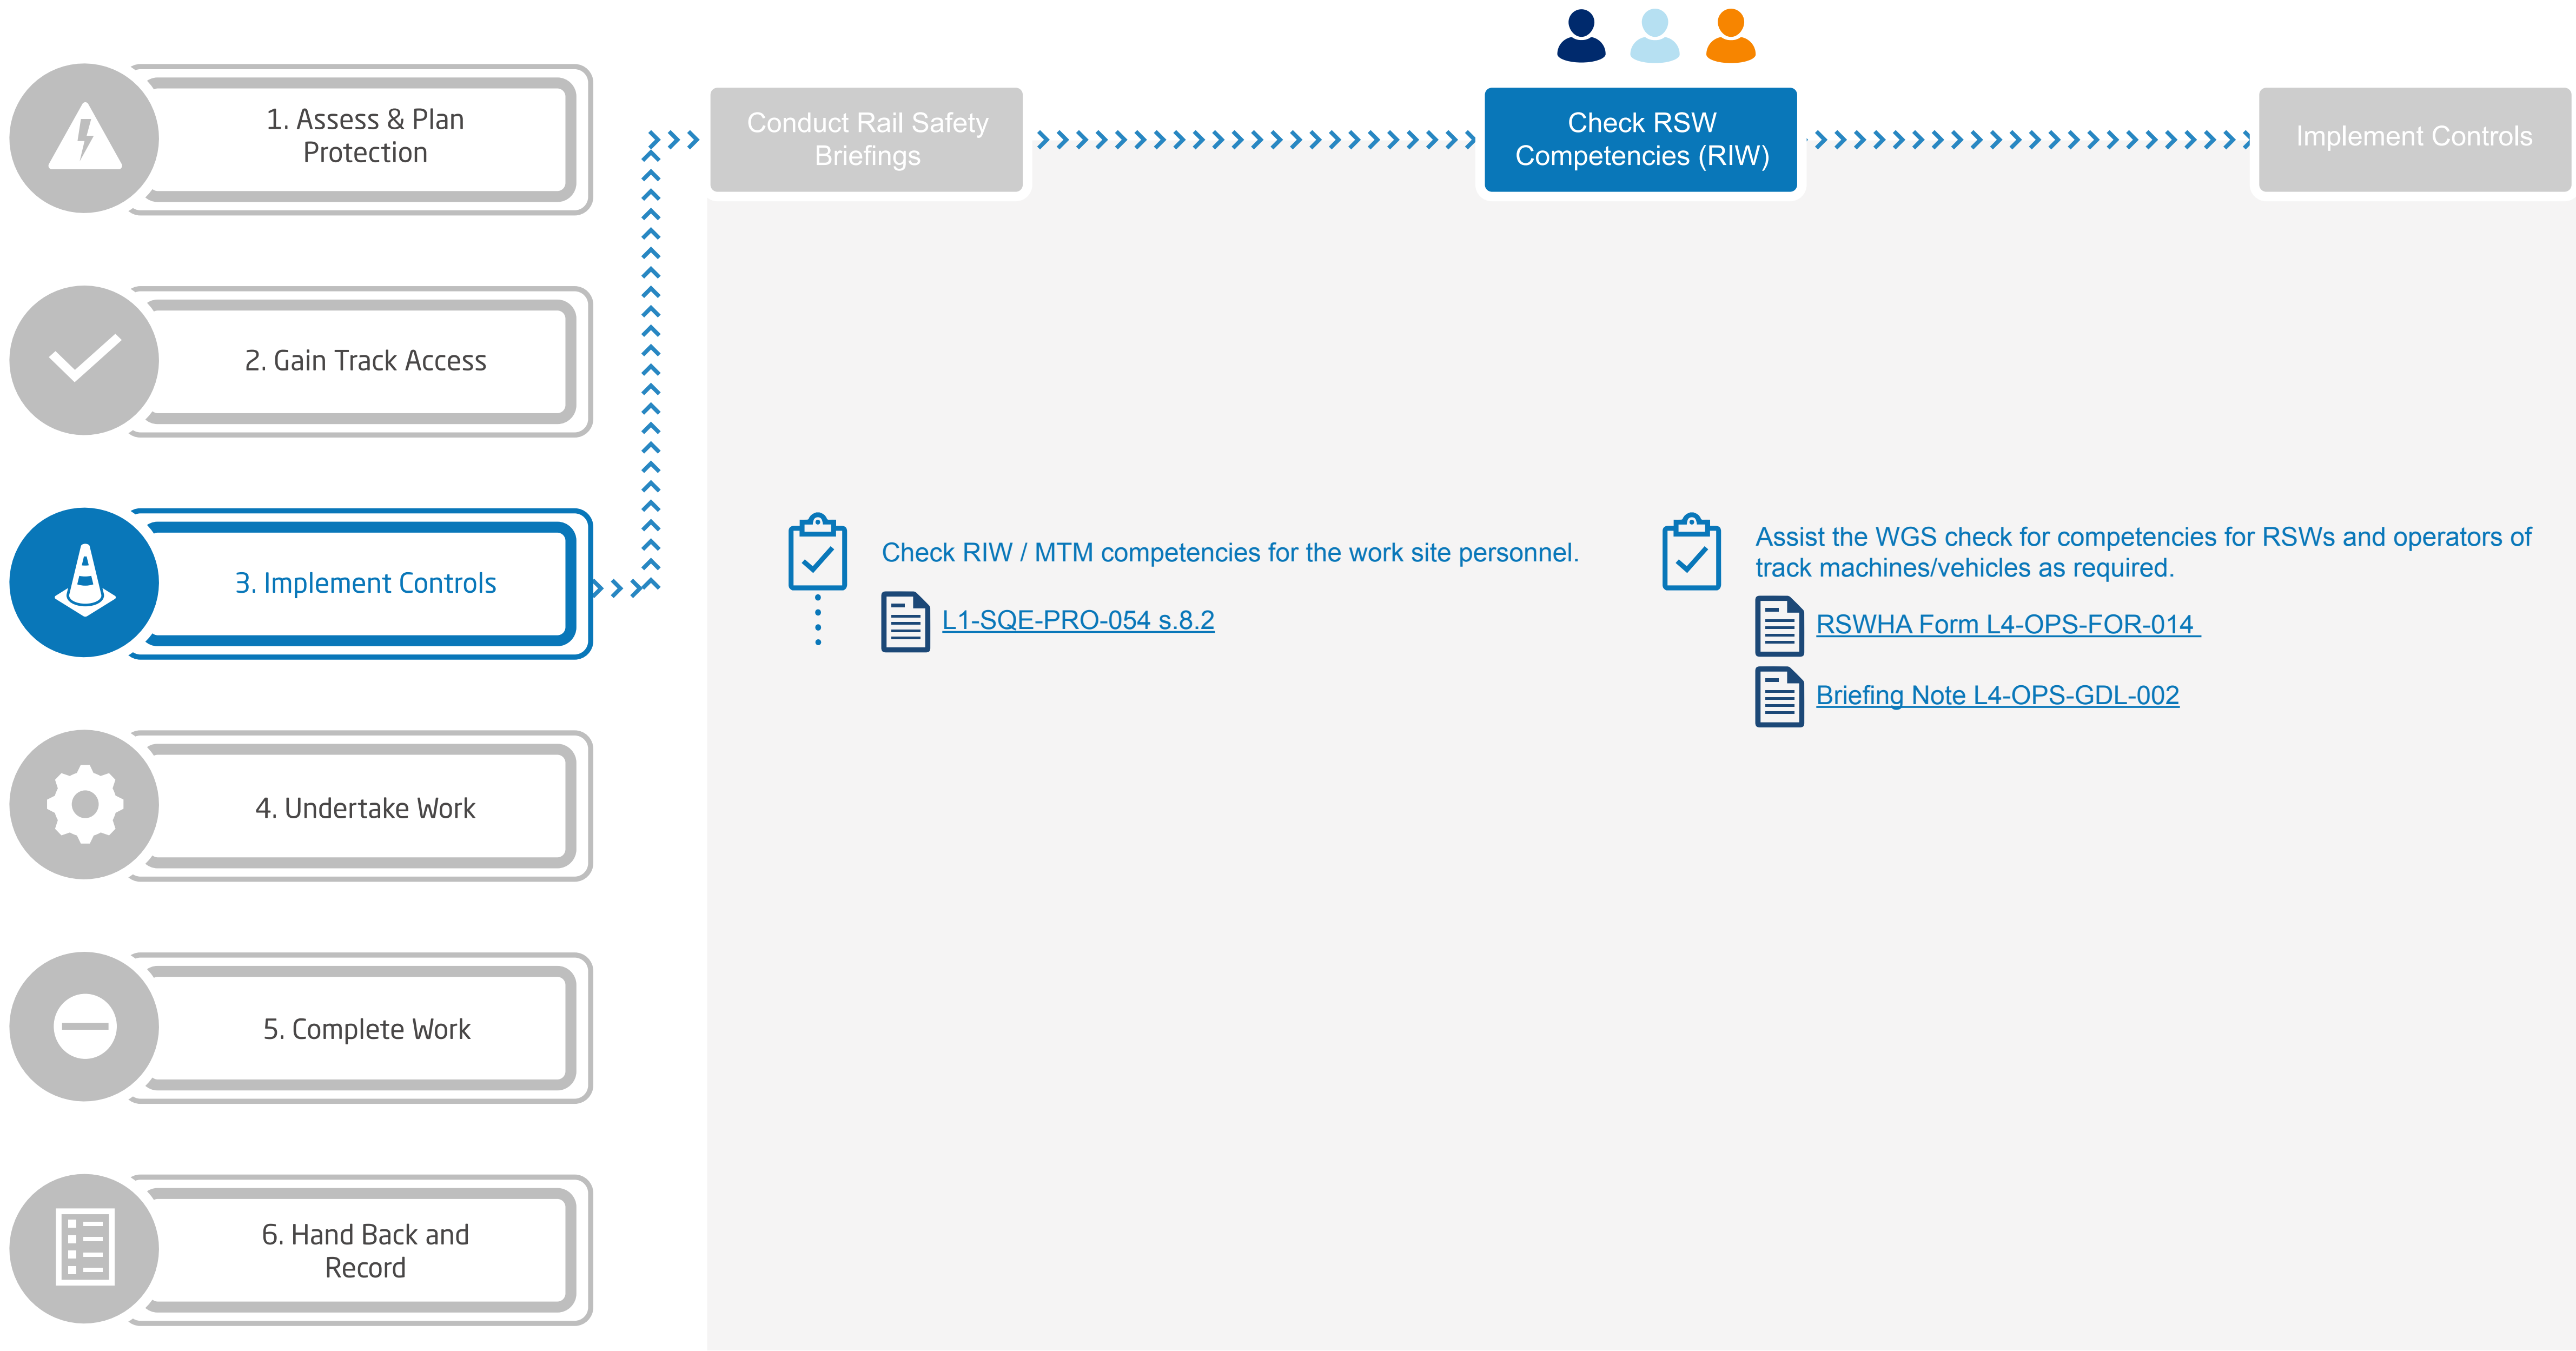 1. Assess & Plan
Protection
2. Gain Track Access
3. Implement Controls
4. Undertake Work
5. Complete Work
6. Hand Back and
Record
Conduct Rail Safety
Briefings
Check RSW
Competencies (RIW)
Implement Controls
Check RIW / MTM competencies for the work site personnel.
L1-SQE-PRO-054 s.8.2
Assist the WGS check for competencies for RSWs and operators of
track machines/vehicles as required.
RSWHA Form L4-OPS-FOR-014
Briefing Note L4-OPS-GDL-002